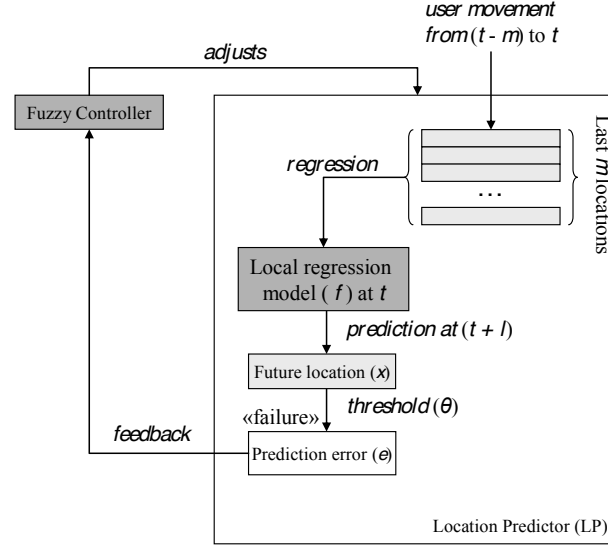 user movement
from (t - m) to t
adjusts
Fuzzy Controller
Last m locations
regression
...
Local regression
model ( f ) at t
prediction at (t + l)
Future location (x)
threshold (θ)
«failure»
feedback
Prediction error (e)
Location Predictor (LP)